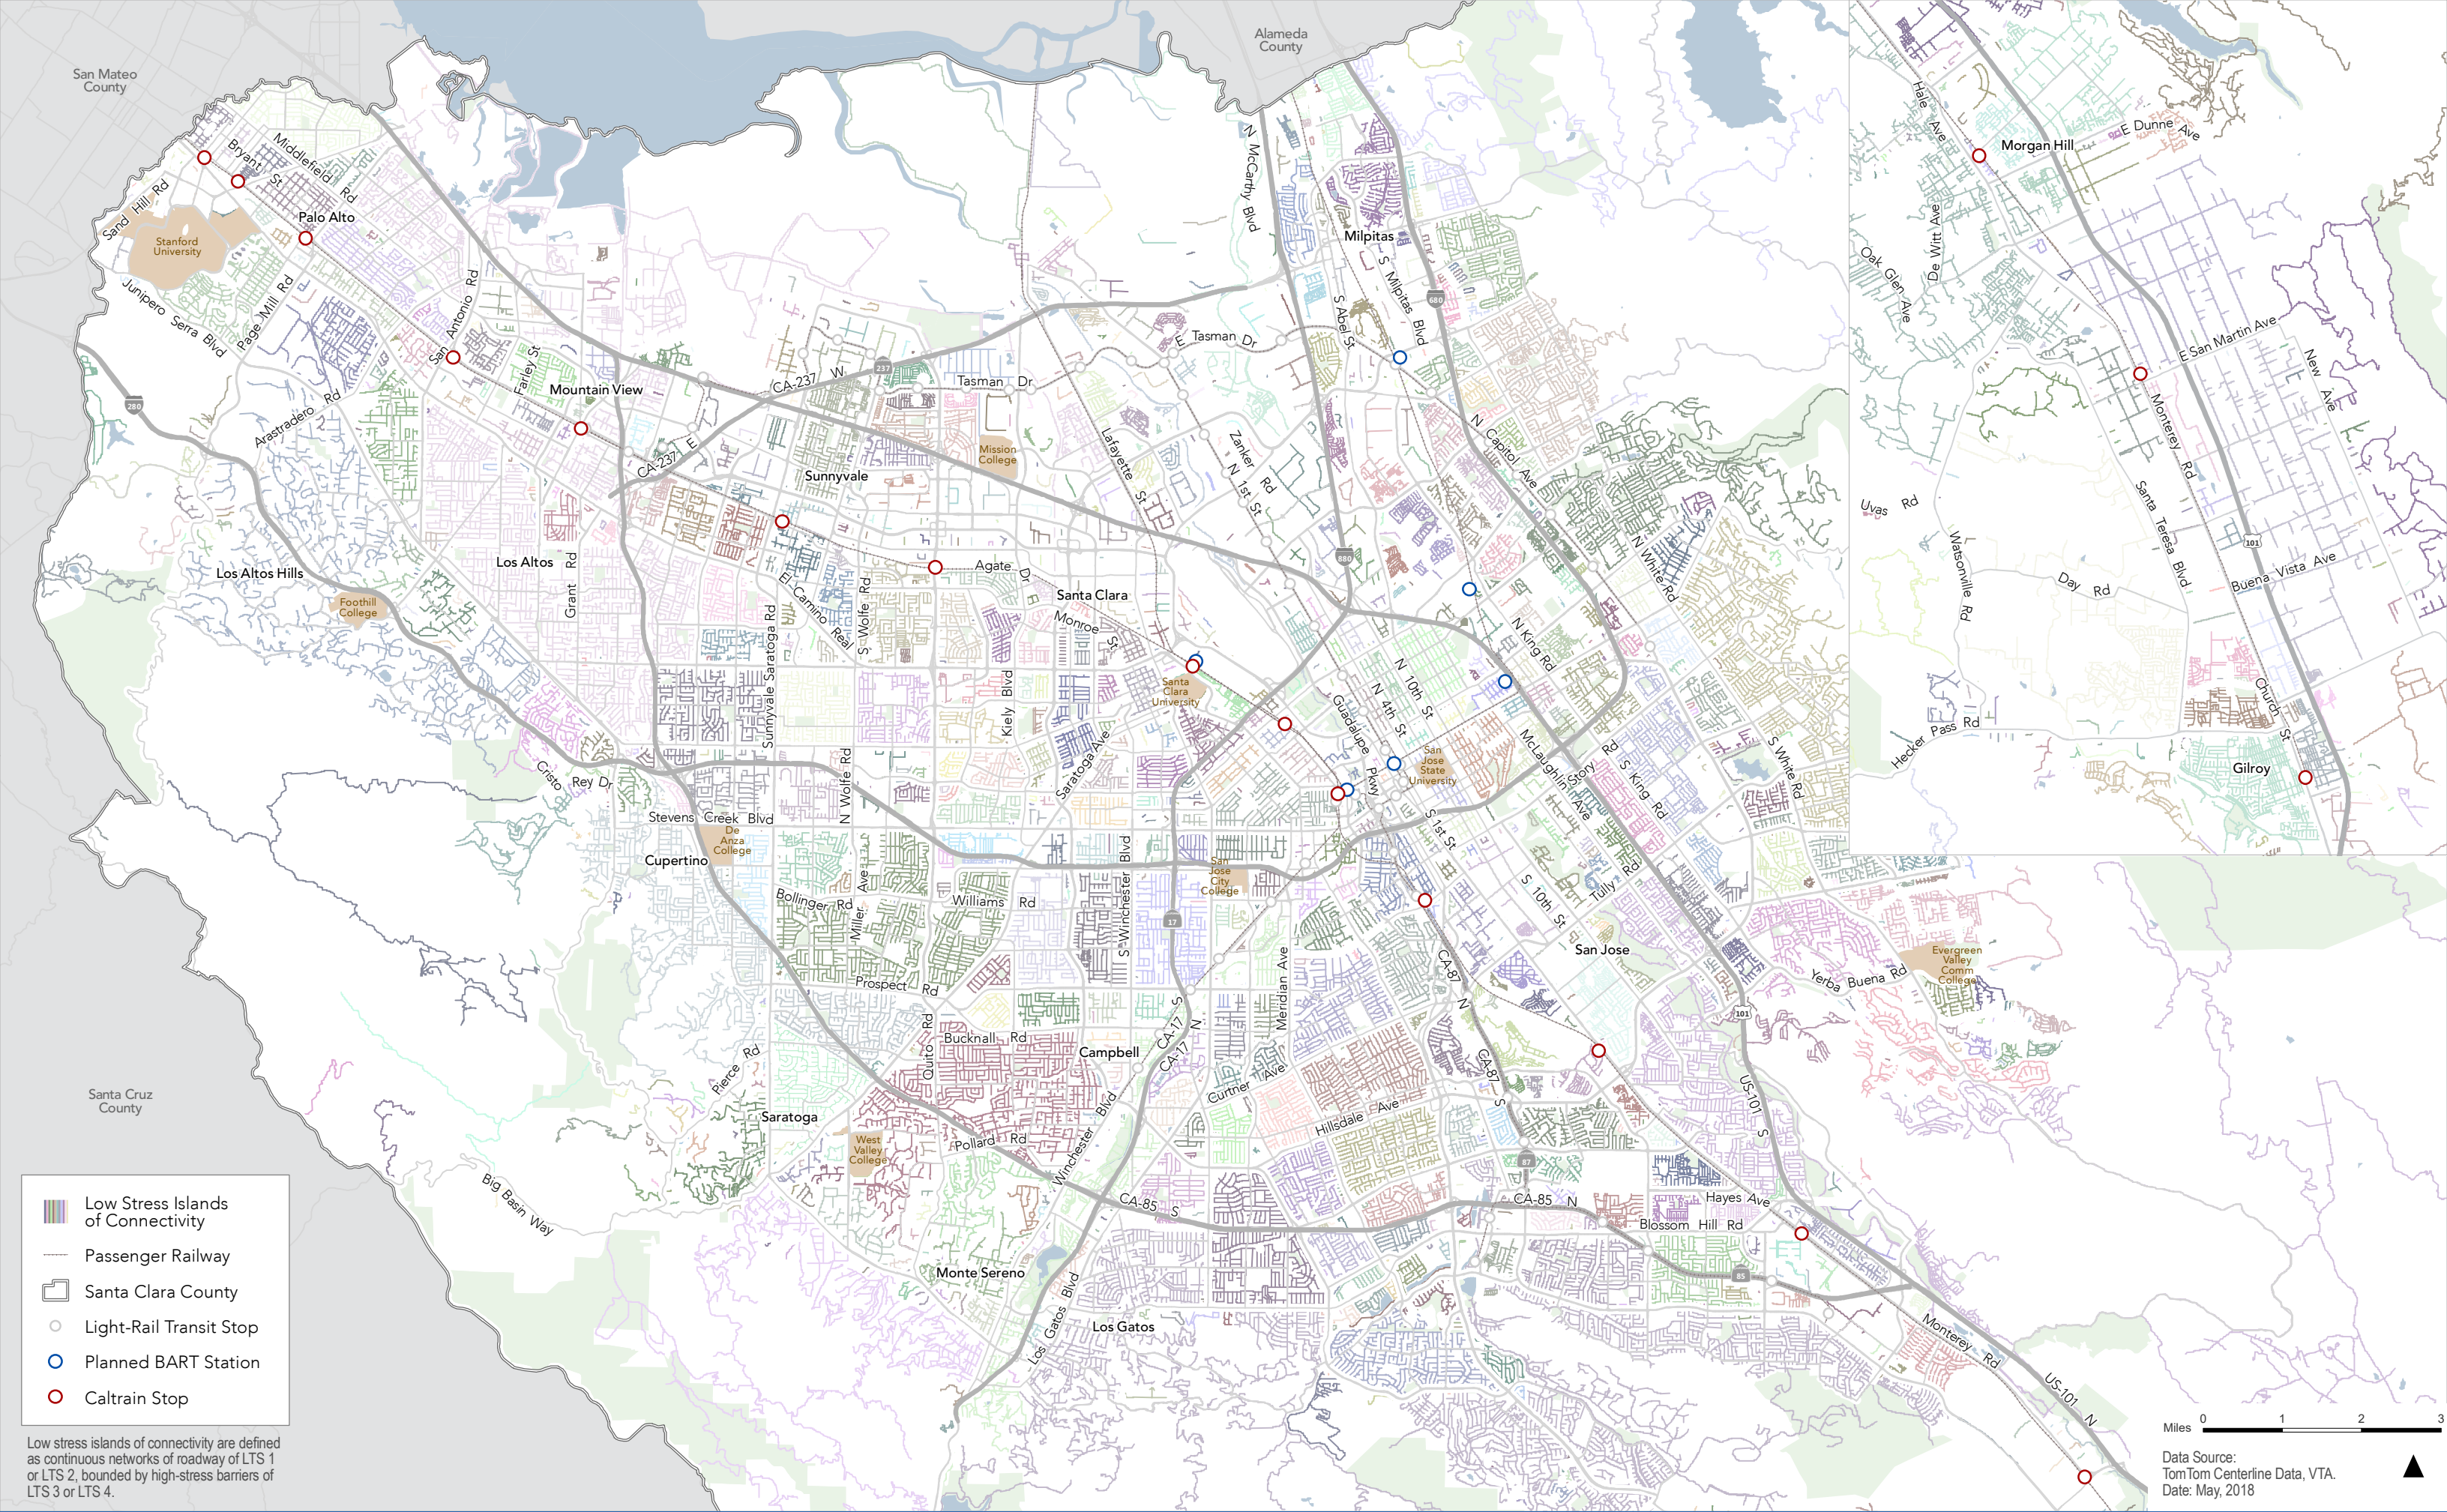 San Mateo
County
Alameda
County
Santa Cruz
County
Palo Alto
Stanford
University
Sand Hill Rd
Bryant St
Middlefield Rd
Junipero Serra Blvd
Page Mill Rd
San Antonio Rd
Farley St
Mountain View
Arastradero Rd
280
CA-237 W
CA-237 E
237
Tasman Dr
E Tasman Dr
N McCarthy Blvd
Milpitas
S Milpitas Blvd
S Abel St
680
Mission
College
Sunnyvale
Lafayette St
Zanker Rd
N 1st St
N Capitol Ave
880
N White Rd
Los Altos Hills
Los Altos
Foothill
College
Grant Rd
El Camino Real
Sunnyvale Saratoga Rd
S Wolfe Rd
Agate Dr
Santa Clara
Monroe St
Kiely Blvd
Santa
Clara
University
N King Rd
N 10th St
N 4th St
Guadalupe Pkwy
San
Jose
State
University
McLaughlin Ave
Story Rd
S King Rd
S White Rd
Cristo Rey Dr
N Wolfe Rd
Saratoga Ave
Stevens Creek Blvd
De
Anza
College
Cupertino
S Winchester Blvd
San
Jose
City
College
S 1st St
S 10th St
Tully Rd
Bollinger Rd
Miller Ave
Williams Rd
17
San Jose
Evergreen
Valley
Comm
College
Yerba Buena Rd
Prospect Rd
Meridian Ave
CA-87 N
CA-17 S
CA-17 N
101
Quito Rd
Bucknall Rd
Campbell
Curtner Ave
CA-87 S
Pierce Rd
Saratoga
West
Valley
College
Pollard Rd
Winchester Blvd
Hillsdale Ave
US-101 S
87
Big Basin Way
CA-85 S
CA-85 N
Hayes Ave
Blossom Hill Rd
Monte Sereno
85
Los Gatos Blvd
Los Gatos
Monterey Rd
US-101 N
Hale Ave
Morgan Hill
E Dunne Ave
De Witt Ave
Oak Glen Ave
E San Martin Ave
New Ave
Monterey Rd
Uvas Rd
Watsonville Rd
Santa Teresa Blvd
101
Day Rd
Buena Vista Ave
Church St
Hecker Pass Rd
Gilroy
Low Stress Islands
of Connectivity
Passenger Railway
Santa Clara County
Light-Rail Transit Stop
Planned BART Station
Caltrain Stop
Low stress islands of connectivity are defined
as continuous networks of roadway of LTS 1
or LTS 2, bounded by high-stress barriers of
LTS 3 or LTS 4.
Miles 0 1 2 3
Data Source:
TomTom Centerline Data, VTA.
Date: May, 2018